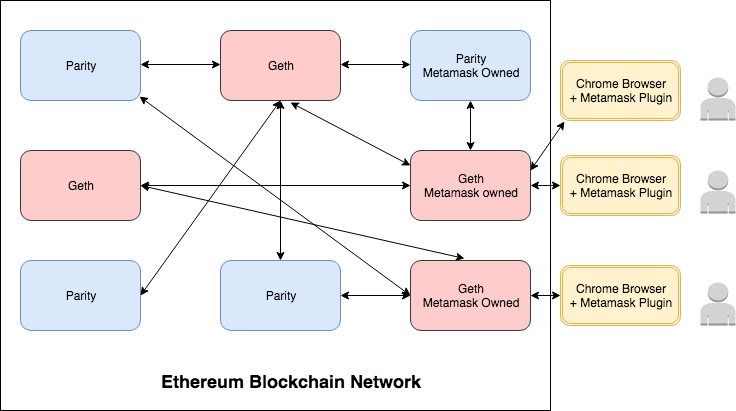 Parity
Geth
Parity
Metamask Owned
Chrome Browser
+ Metamask Plugin
Geth
Geth
Metamask owned
Chrome Browser
+ Metamask Plugin
Parity
Parity
Geth
Metamask Owned
Chrome Browser
+ Metamask Plugin
Ethereum Blockchain Network